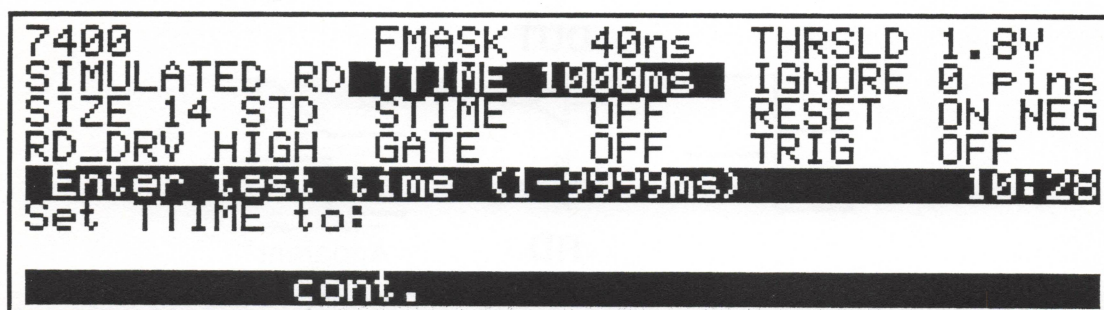 7400 FMASK 40ns THRSLD 1.8V
SIMULATED RD TTIME 1000ms IGNORE 0 pins
SIZE 14 STD STIME OFF RESET ON NEG
RD_DRV HIGH GATE OFF TRIG OFF
Enter test time (1-9999ms) 10:28
Set TTIME to:
cont.